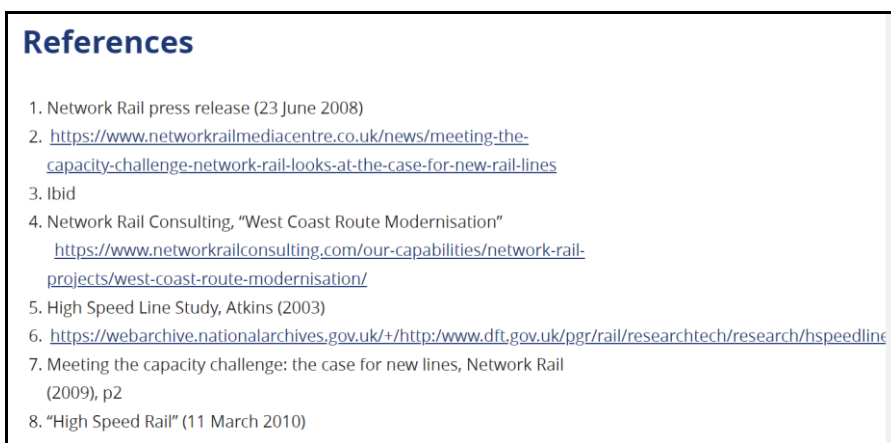 References
1. Network Rail press release (23 June 2008)
2. https://www.networkrailmediacentre.co.uk/news/meeting-the-
capacity-challenge-network-rail-looks-at-the-case-for-new-rail-lines
3. Ibid
4. Network Rail Consulting, “West Coast Route Modernisation”
https://www.networkrailconsulting.com/our-capabilities/network-rail-
projects/west-coast-route-modernisation/
5. High Speed Line Study, Atkins (2003)
6. https://webarchive.nationalarchives.gov.uk/+/http:/www.dft.gov.uk/pgr/rail/researchtech/research/hspeedline
7. Meeting the capacity challenge: the case for new lines, Network Rail
(2009), p2
8. “High Speed Rail” (11 March 2010)